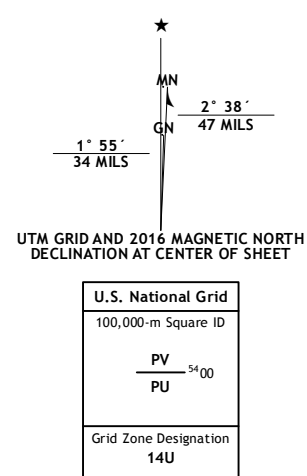 ★
MN
2° 38´
47 MILS
GN
1° 55´
34 MILS
UTM GRID AND 2016 MAGNETIC NORTH
DECLINATION AT CENTER OF SHEET
U.S. National Grid
100,000-m Square ID
PV
5400
PU
Grid Zone Designation
14U